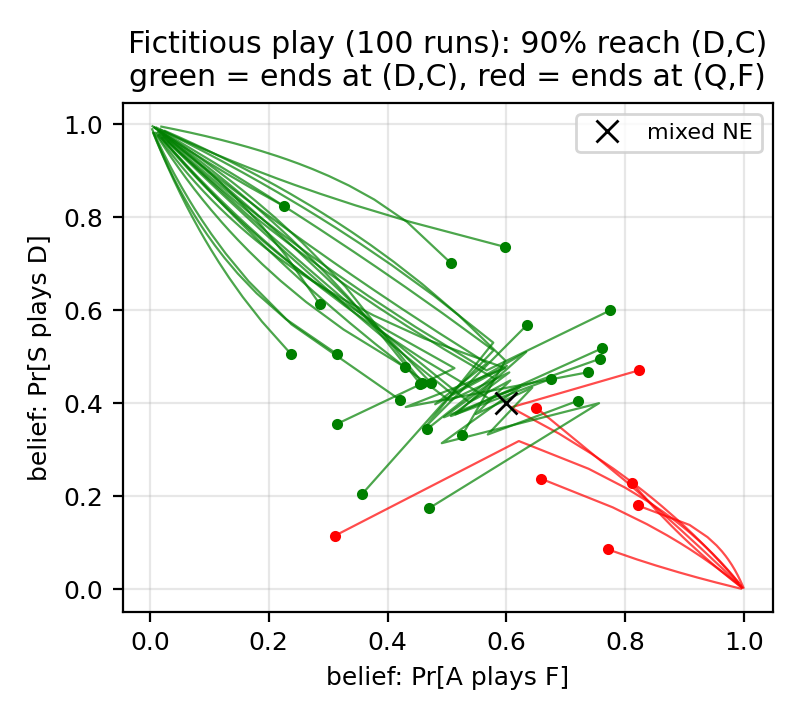 Fictitious play (100 runs): 90% reach (D,C)
green = ends at (D,C), red = ends at (Q,F)
mixed NE
belief: Pr[S plays D]
1.0
0.8
0.6
0.4
0.2
0.0
0.0 0.2 0.4 0.6 0.8 1.0
belief: Pr[A plays F]